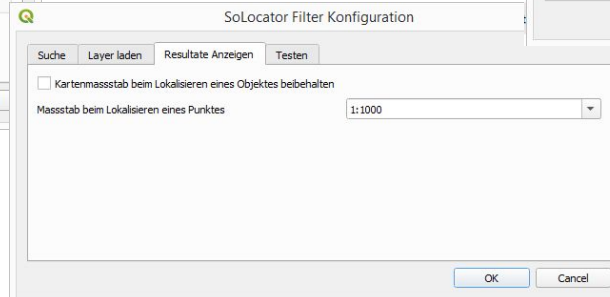 SoLocator Filter Konfiguration
Suche Layer laden Resultate Anzeigen Testen
Kartenmassstab beim Lokalisieren eines Objektes beibehalten
Massstab beim Lokalisieren eines Punktes 1:1000
OK Cancel